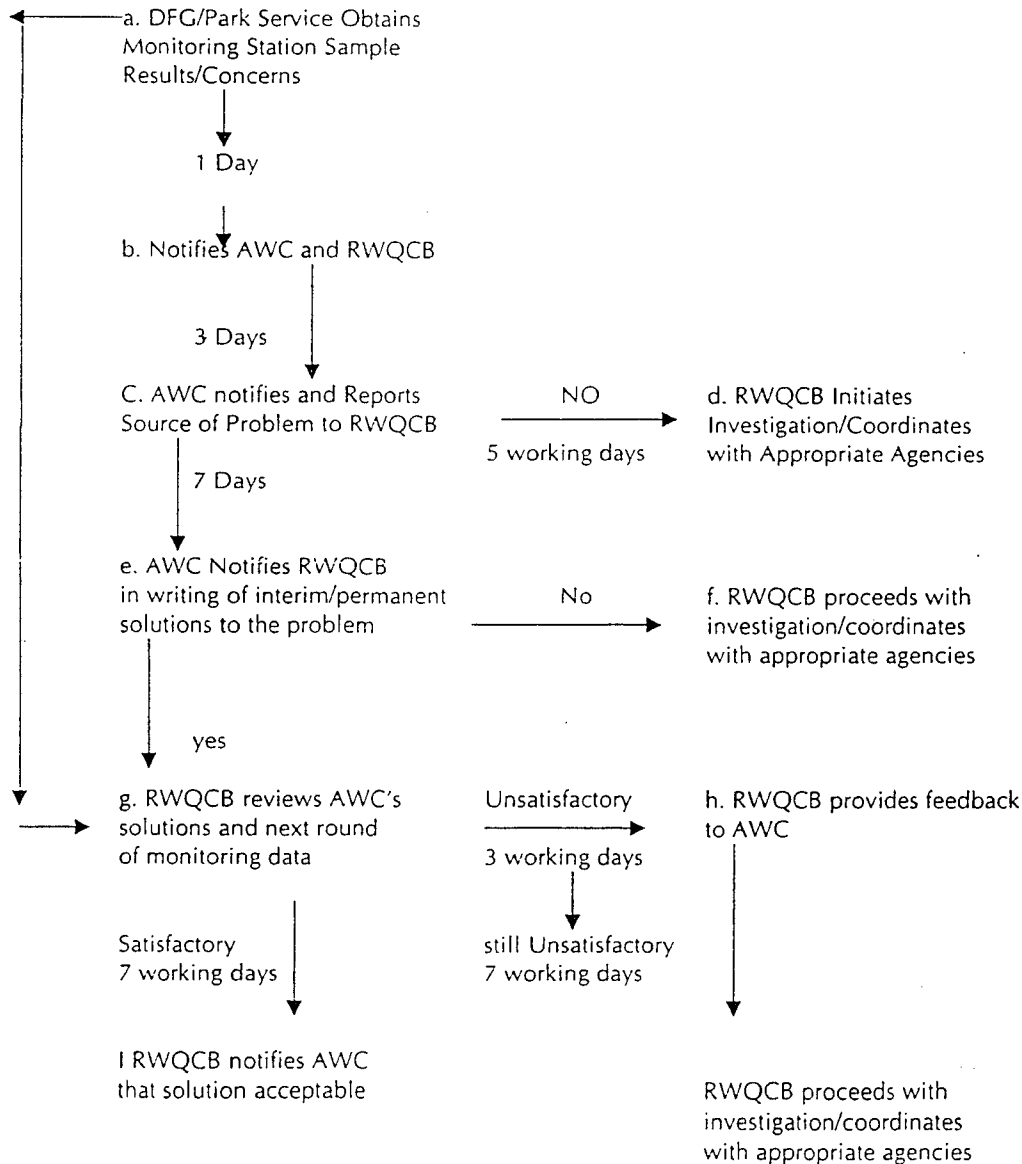 a. DFG/Park Service Obtains
Monitoring Station Sample
Results/Concerns
1 Day
b. Notifies AWC and RWQCB
3 Days
C. AWC notifies and Reports
Source of Problem to RWQCB
NO
5 working days
d. RWQCB Initiates
Investigation/Coordinates
with Appropriate Agencies
7 Days
e. AWC Notifies RWQCB
in writing of interim/permanent
solutions to the problem
No
f. RWQCB proceeds with
investigation/coordinates
with appropriate agencies
yes
g. RWQCB reviews AWC's
solutions and next round
of monitoring data
Unsatisfactory
3 working days
h. RWQCB provides feedback
to AWC
Satisfactory
7 working days
still Unsatisfactory
7 working days
I RWQCB notifies AWC
that solution acceptable
RWQCB proceeds with
investigation/coordinates
with appropriate agencies